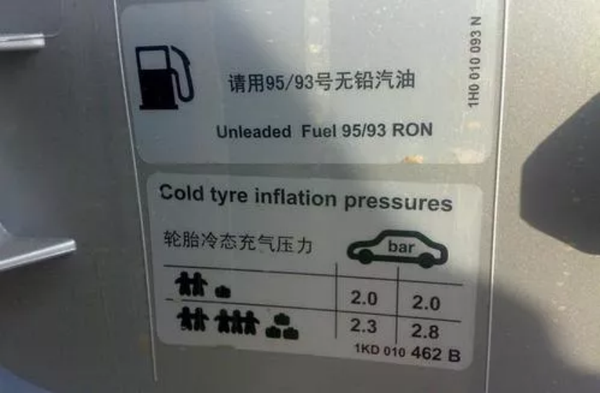 请用95/93号无铅汽油
Unleaded Fuel 95/93 RON
1H0 010 093 N
Cold tyre inflation pressures
轮胎冷态充气压力
bar
2.0 2.0
2.3 2.8
1KD 010 462 B